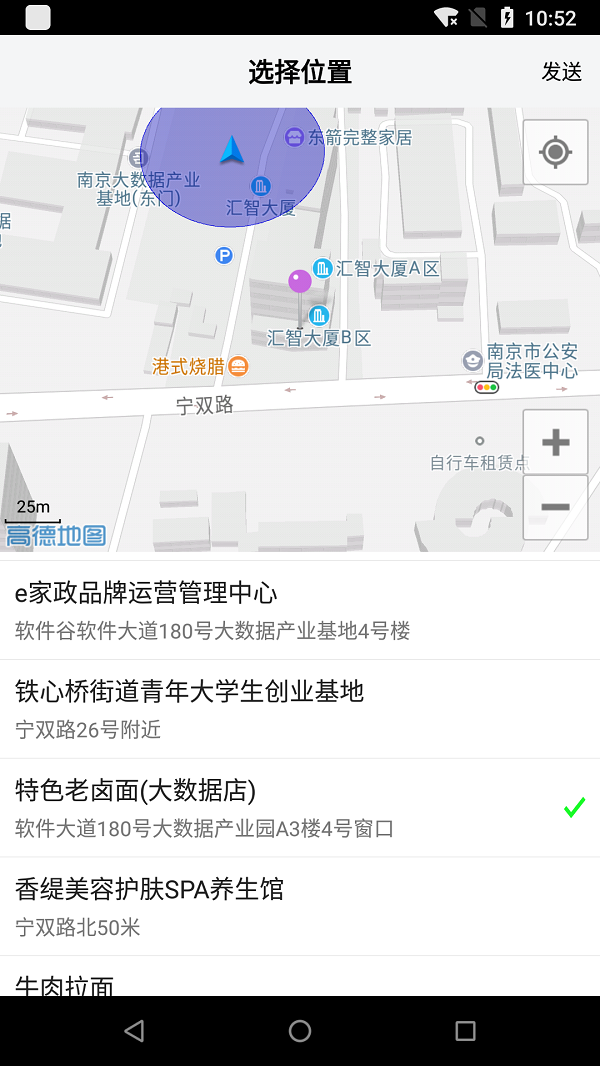 10:52
选择位置
发送
东箭完整家居
南京大数据产业
基地(东门)
汇智大厦
据
P
汇智大厦A区
汇智大厦B区
港式烧腊
南京市公安
局法医中心
宁双路
自行车租赁点
25m
高德地图
e家政品牌运营管理中心
软件谷软件大道180号大数据产业基地4号楼
铁心桥街道青年大学生创业基地
宁双路26号附近
特色老卤面(大数据店)
软件大道180号大数据产业园A3楼4号窗口
香缇美容护肤SPA养生馆
宁双路北50米
牛肉拉面